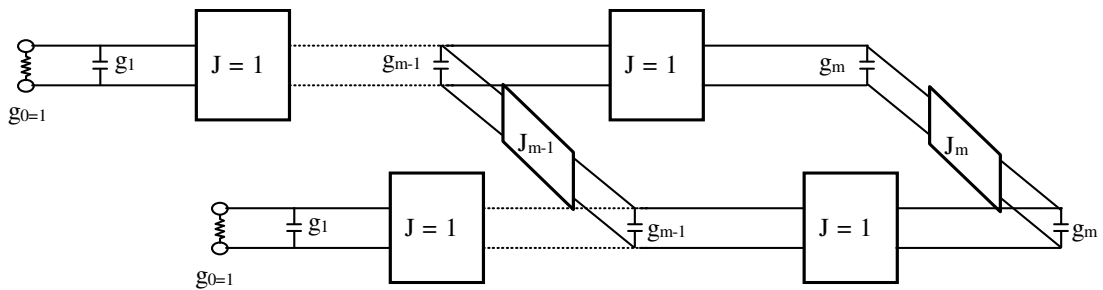 g1
J = 1
gm-1
J = 1
gm
g0=1
Jm-1
Jm
g1
J = 1
gm-1
J = 1
gm
g0=1